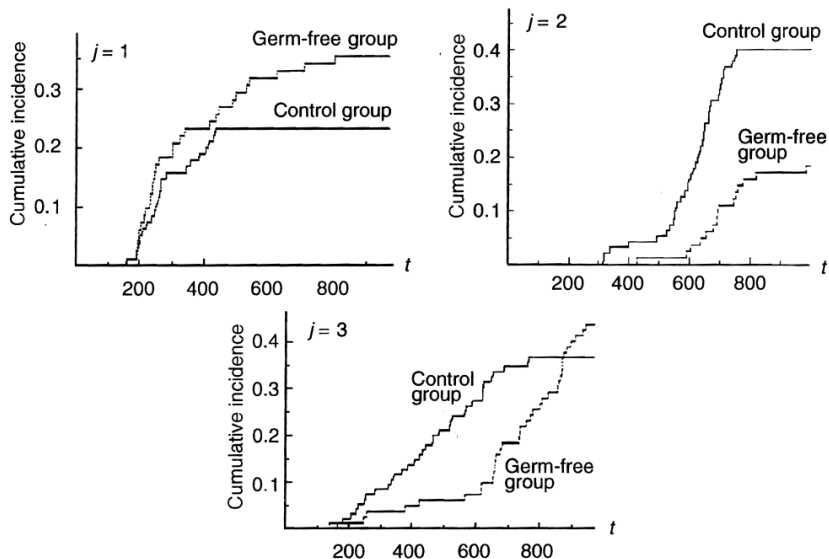 j = 1
Germ-free group
Control group
Cumulative incidence
0.3
0.2
0.1
200 400 600 800
t
j = 2
Control group
Germ-free
group
Cumulative incidence
0.4
0.3
0.2
0.1
200 400 600 800
t
j = 3
Control
group
Germ-free
group
Cumulative incidence
0.4
0.3
0.2
0.1
200 400 600 800
t